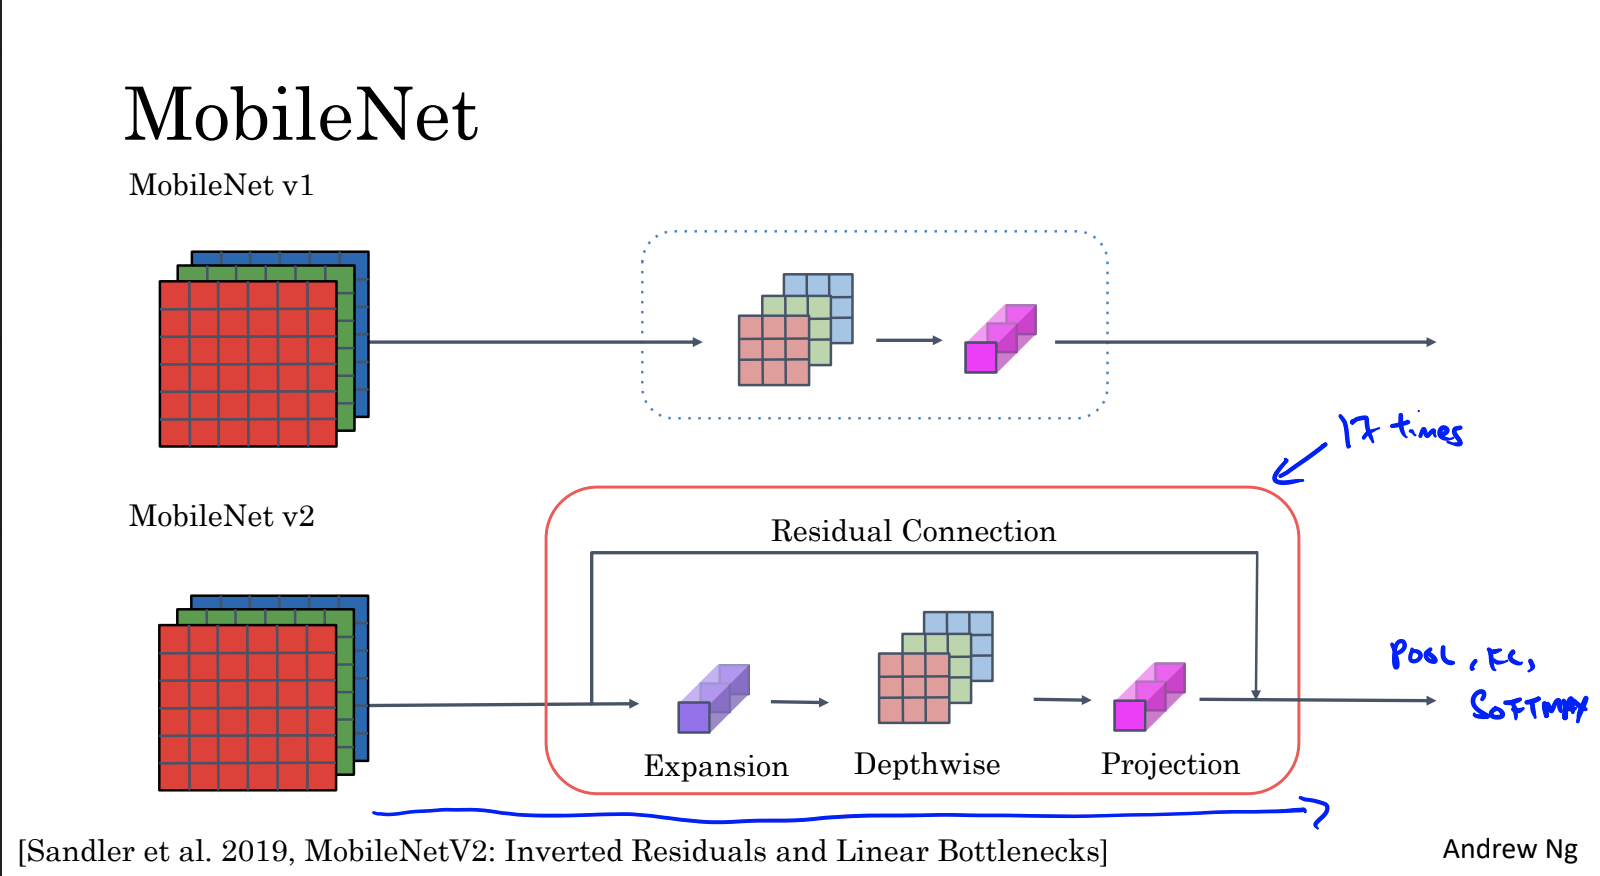 MobileNet
MobileNet v1
17 times
MobileNet v2
Residual Connection
POOL, FC,
SOFTMAX
Expansion
Depthwise
Projection
[Sandler et al. 2019, MobileNetV2: Inverted Residuals and Linear Bottlenecks]
Andrew Ng